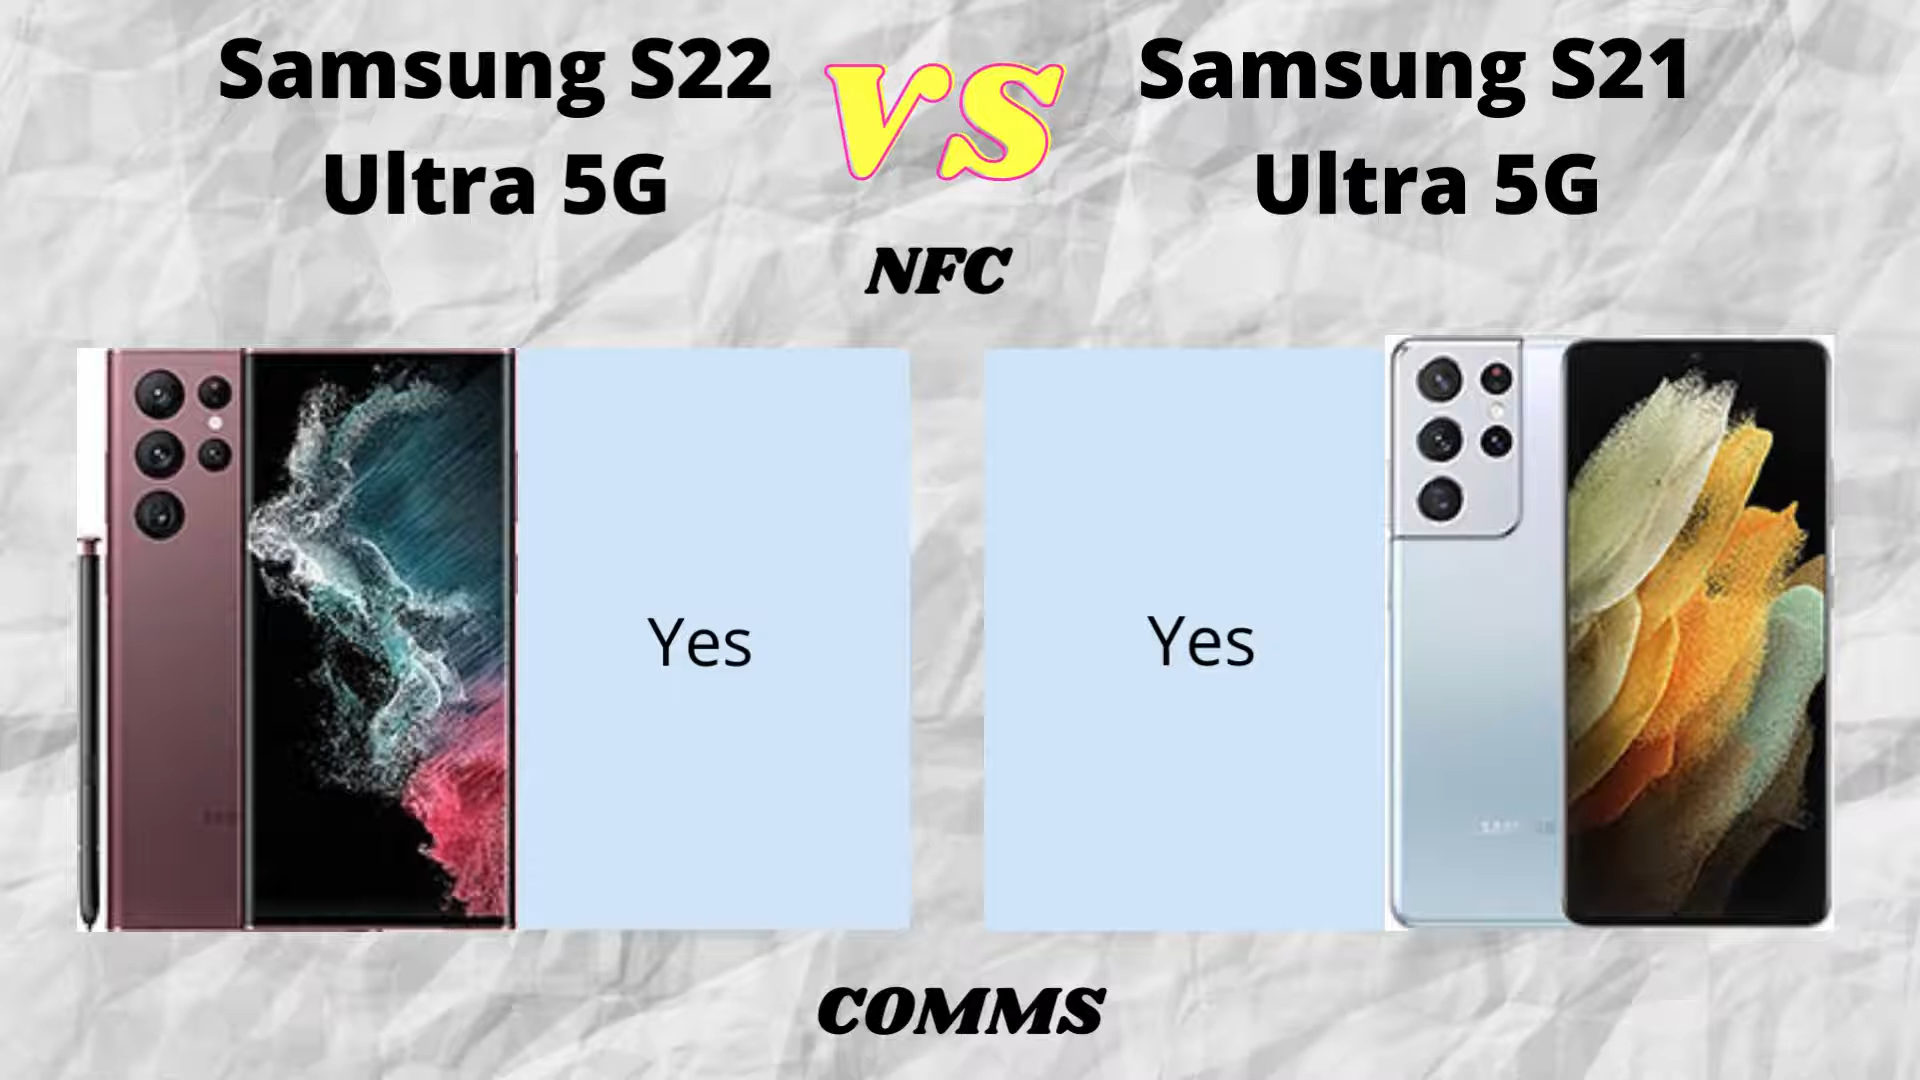 Samsung S22
Ultra 5G
VS
Samsung S21
Ultra 5G
NFC
Yes
Yes
COMMS